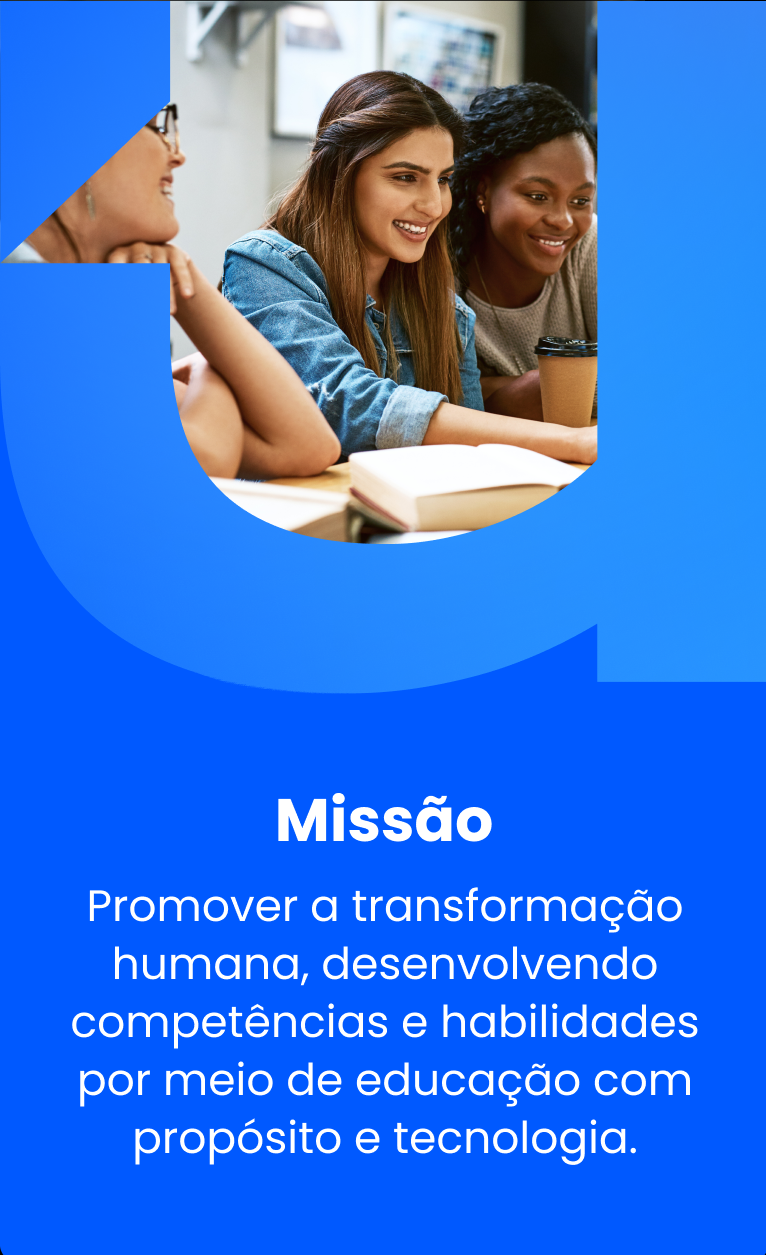 Missão
Promover a transformação
humana, desenvolvendo
competências e habilidades
por meio de educação com
propósito e tecnologia.